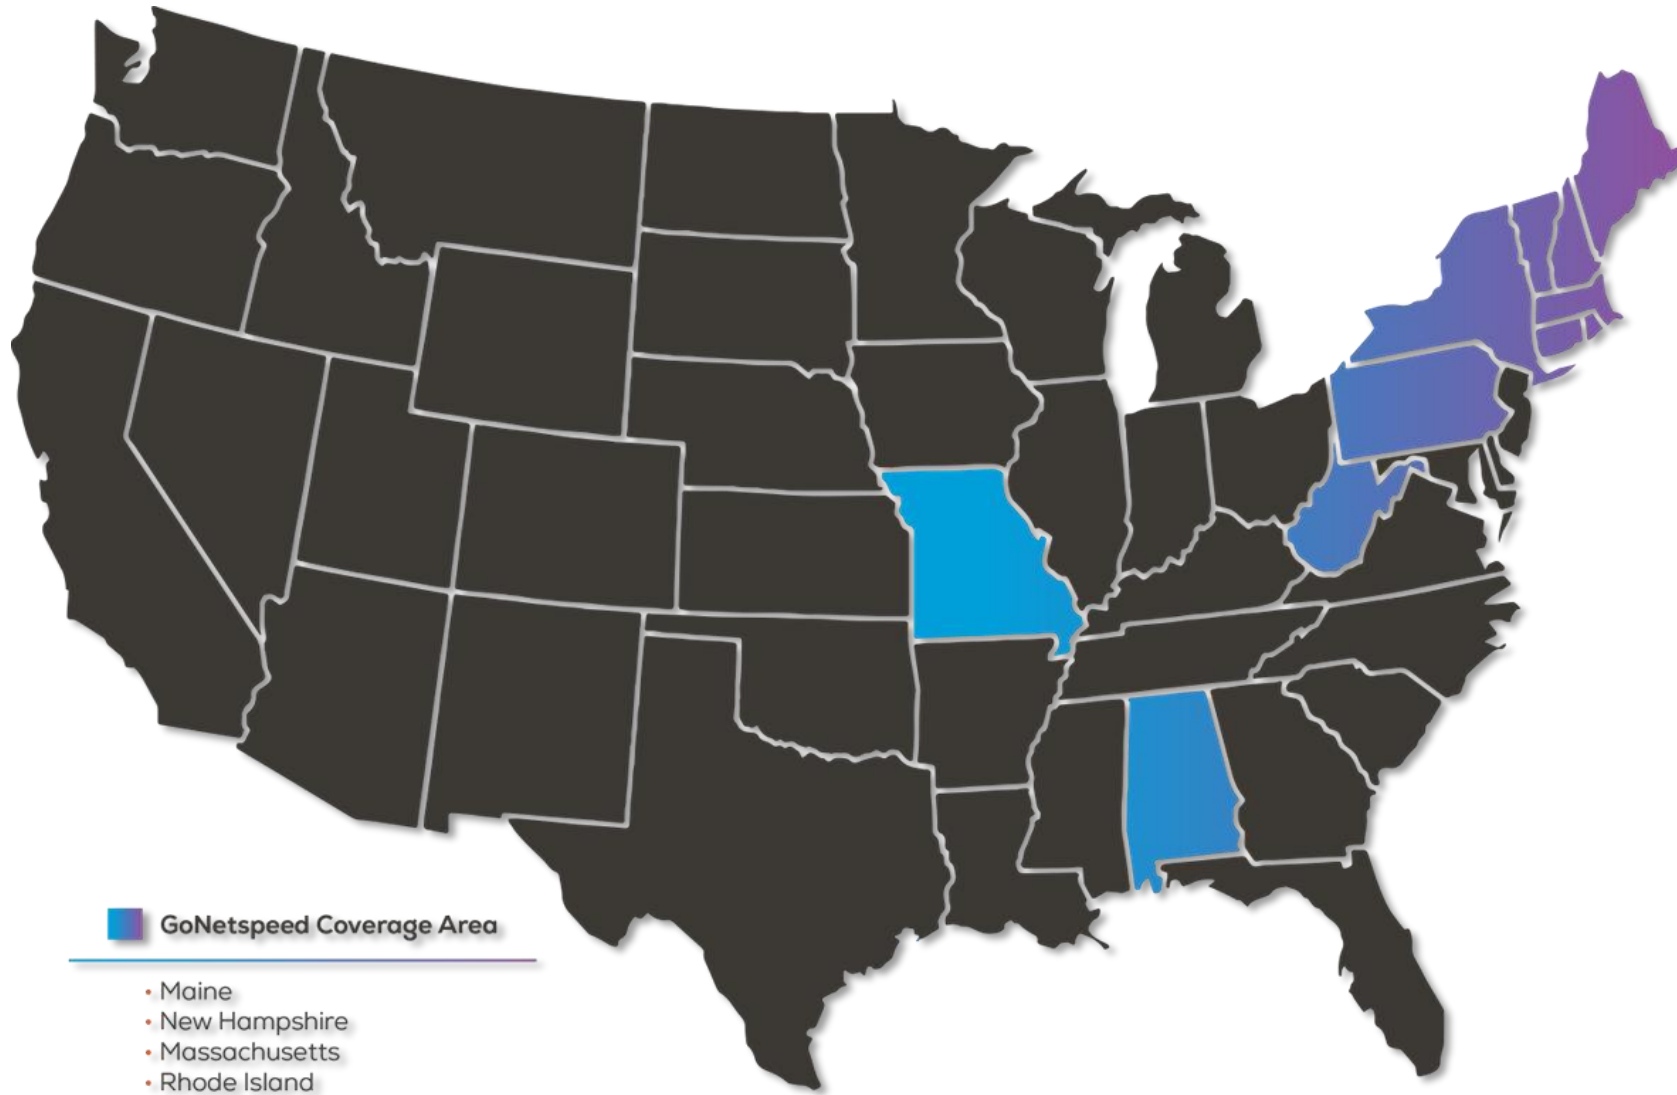 GoNetspeed Coverage Area
• Maine
• New Hampshire
• Massachusetts
• Rhode Island